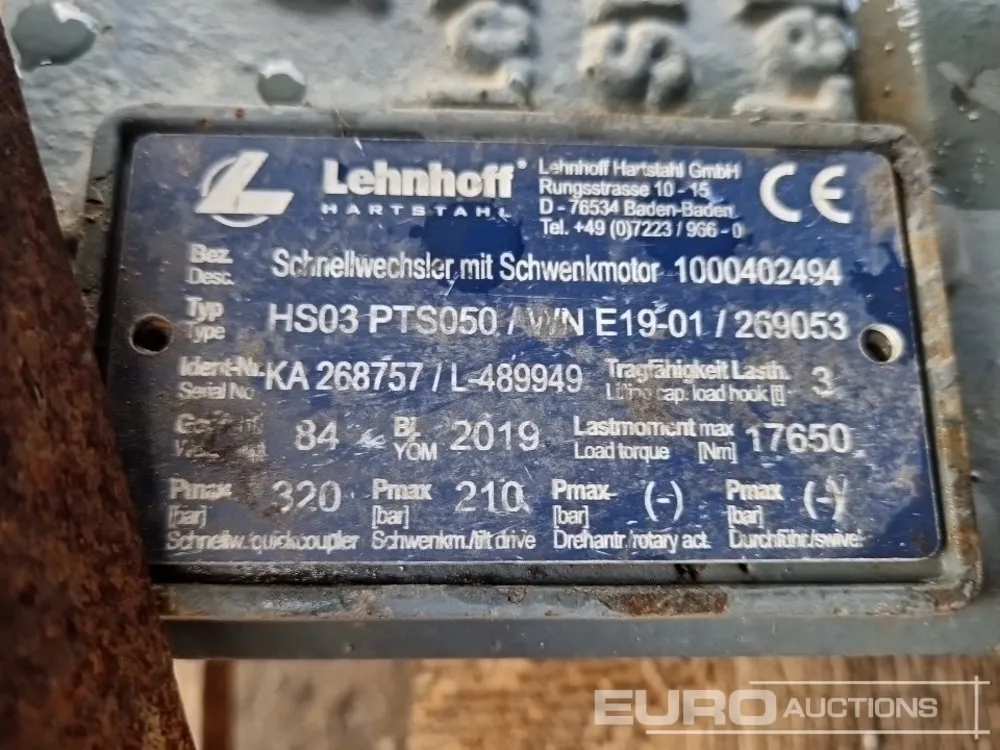 Lehnhoff®
HARTSTAHL
Lehnhoff Hartstahl GmbH
Rungsstrasse 10 - 15
D - 76534 Baden-Baden
Tel. +49 (0)7223 / 966 - 0
CE
Bez. Schnellwechsler mit Schwenkmotor 1000402494
Desc.
Typ HS03 PTS050 / WN E19-01 / 269053
Type
Ident-Nr. KA 268757 / L-489949 Tragfähigkeit Lasth. 3
Serial No. cap. load hook [t]
84 Bj. 2019 Lastmoment max 17650
YOM Load torque [Nm]
Pmax 320 Pmax 210 Pmax (-) Pmax (-)
[bar] [bar] [bar] [bar]
Schnellw./quickcoupler Schwenkm./tilt drive Drehantr./rotary act. Durchführ./swivel
EURO AUCTIONS